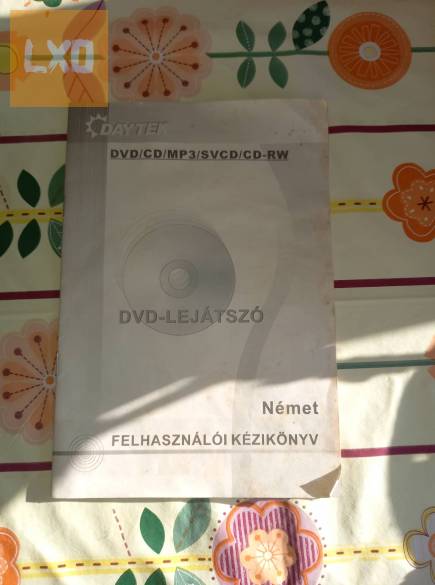 LXO
DAYTEK
DVD/CD/MP3/SVCD/CD-RW
DVD-LEJÁTSZÓ
Német
FELHASZNÁLÓI KÉZIKÖNYV